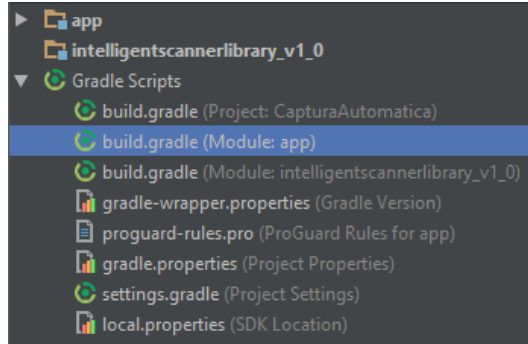 app
intelligentscannerlibrary_v1_0
Gradle Scripts
build.gradle (Project: CapturaAutomatica)
build.gradle (Module: app)
build.gradle (Module: intelligentscannerlibrary_v1_0)
gradle-wrapper.properties (Gradle Version)
proguard-rules.pro (ProGuard Rules for app)
gradle.properties (Project Properties)
settings.gradle (Project Settings)
local.properties (SDK Location)